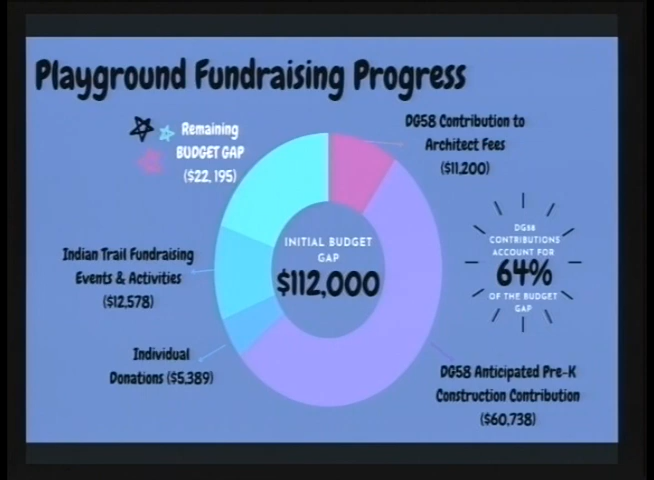 Playground Fundraising Progress
Remaining
BUDGET GAP
($22, 195)
DG58 Contribution to
Architect Fees
($11,200)
Indian Trail Fundraising
Events & Activities
($12,578)
INITIAL BUDGET
GAP
$112,000
DG58
CONTRIBUTIONS
ACCOUNT FOR
64%
OF THE BUDGET
GAP
Individual
Donations ($5,389)
DG58 Anticipated Pre-K
Construction Contribution
($60,738)